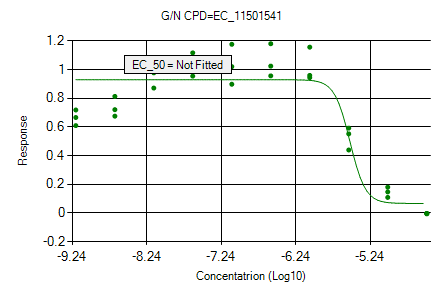 G/N CPD=EC_11501541
1.2
EC_50 = Not Fitted
1
0.8
0.6
0.4
0.2
0
-0.2
Response
-9.24 -8.24 -7.24 -6.24 -5.24
Concentatrion (Log10)